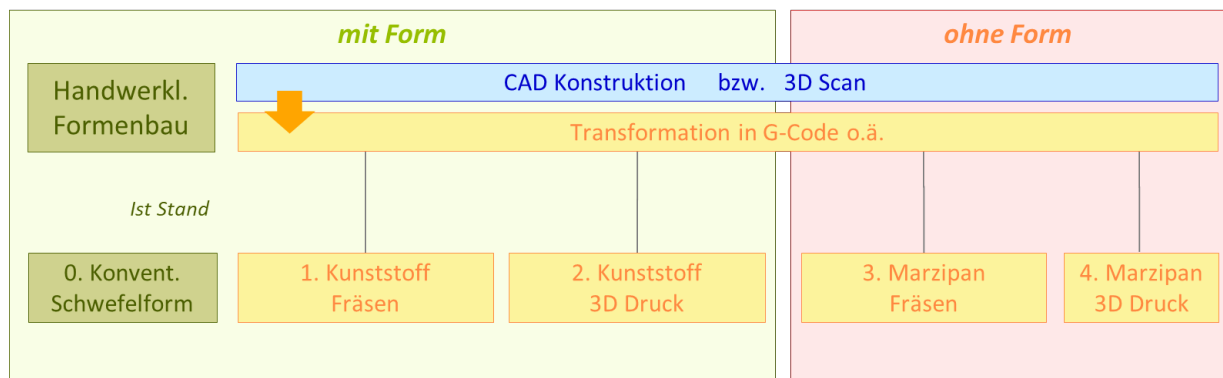 mit Form
ohne Form
Handwerkl.
Formenbau
CAD Konstruktion bzw. 3D Scan
Transformation in G-Code o.ä.
Ist Stand
0. Konvent.
Schwefelform
1. Kunststoff
Fräsen
2. Kunststoff
3D Druck
3. Marzipan
Fräsen
4. Marzipan
3D Druck